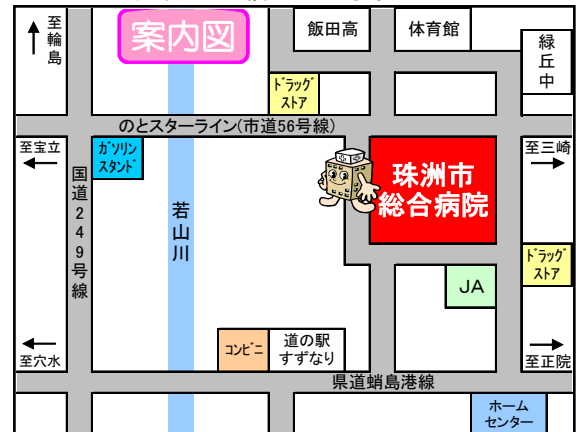 至輪島
案内図
飯田高
体育館
緑丘中
ﾄﾞﾗｯｸﾞ
ｽﾄｱ
のとスターライン(市道56号線)
至宝立
ｶﾞｿﾘﾝ
ｽﾀﾝﾄﾞ
国道249号線
若山川
珠洲市
総合病院
至三崎
ﾄﾞﾗｯｸﾞ
ｽﾄｱ
JA
至穴水
ｺﾝﾋﾞﾆ
道の駅
すずなり
至正院
県道蛸島港線
ホーム
センター